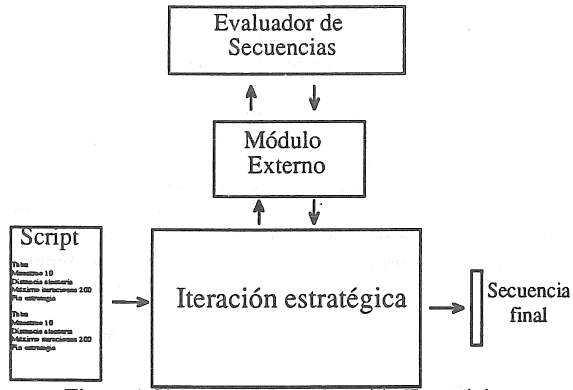 Evaluador de
Secuencias
Módulo
Externo
Script
Tabu
Muestreo 10
Distancia aleatoria
Máximo iteraciones 200
Fin estrategia
Tabu
Muestreo 10
Distancia aleatoria
Máximo iteraciones 200
Fin estrategia
Iteración estratégica
Secuencia
final